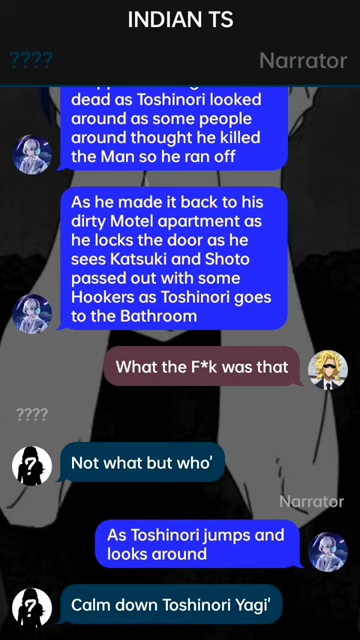 INDIAN TS
????
Narrator
dead as Toshinori looked
around as some people
around thought he killed
the Man so he ran off
As he made it back to his
dirty Motel apartment as
he locks the door as he
sees Katsuki and Shoto
passed out with some
Hookers as Toshinori goes
to the Bathroom
What the F*k was that
????
Not what but who'
Narrator
As Toshinori jumps and
looks around
Calm down Toshinori Yagi'